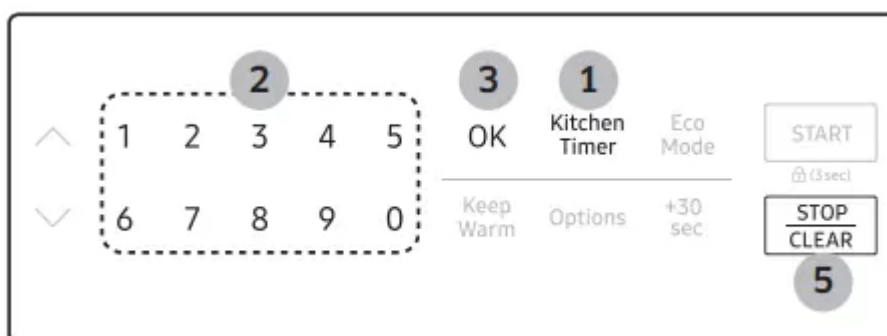 2 3 1
1 2 3 4 5 OK Kitchen Timer Eco Mode START
(3 sec)
6 7 8 9 0 Keep Warm Options +30 sec STOP CLEAR
5